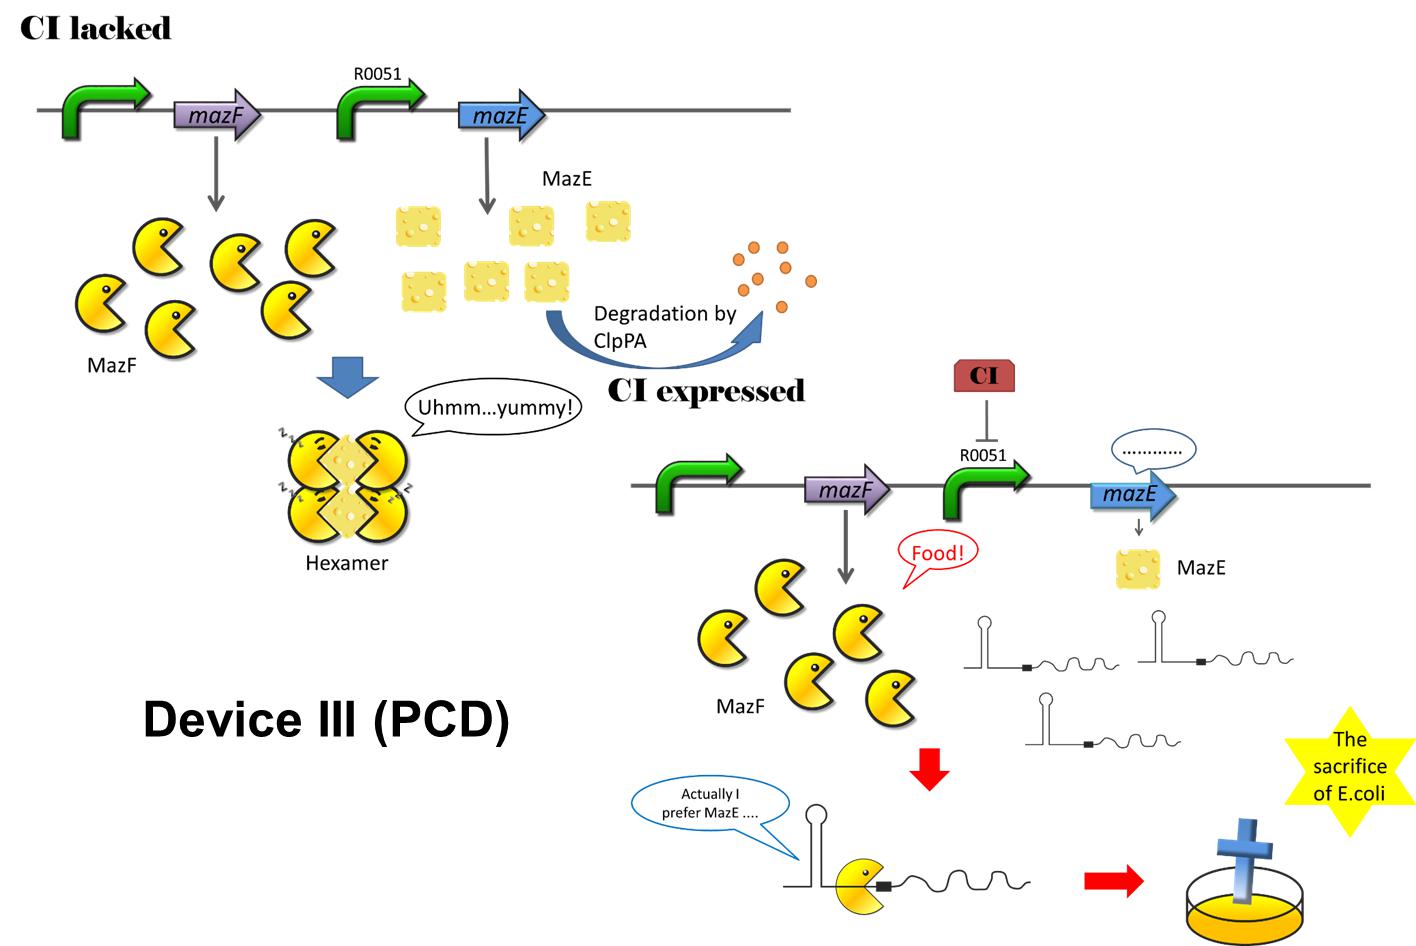 CI lacked
R0051
mazF
mazE
MazE
MazF
Degradation by
ClpPA
Uhmm...yummy!
z z z
z z z
z z z
Hexamer
CI expressed
CI
R0051
............
mazF
mazE
Food!
MazE
MazF
Device III (PCD)
The
sacrifice
of E.coli
Actually I
prefer MazE ....